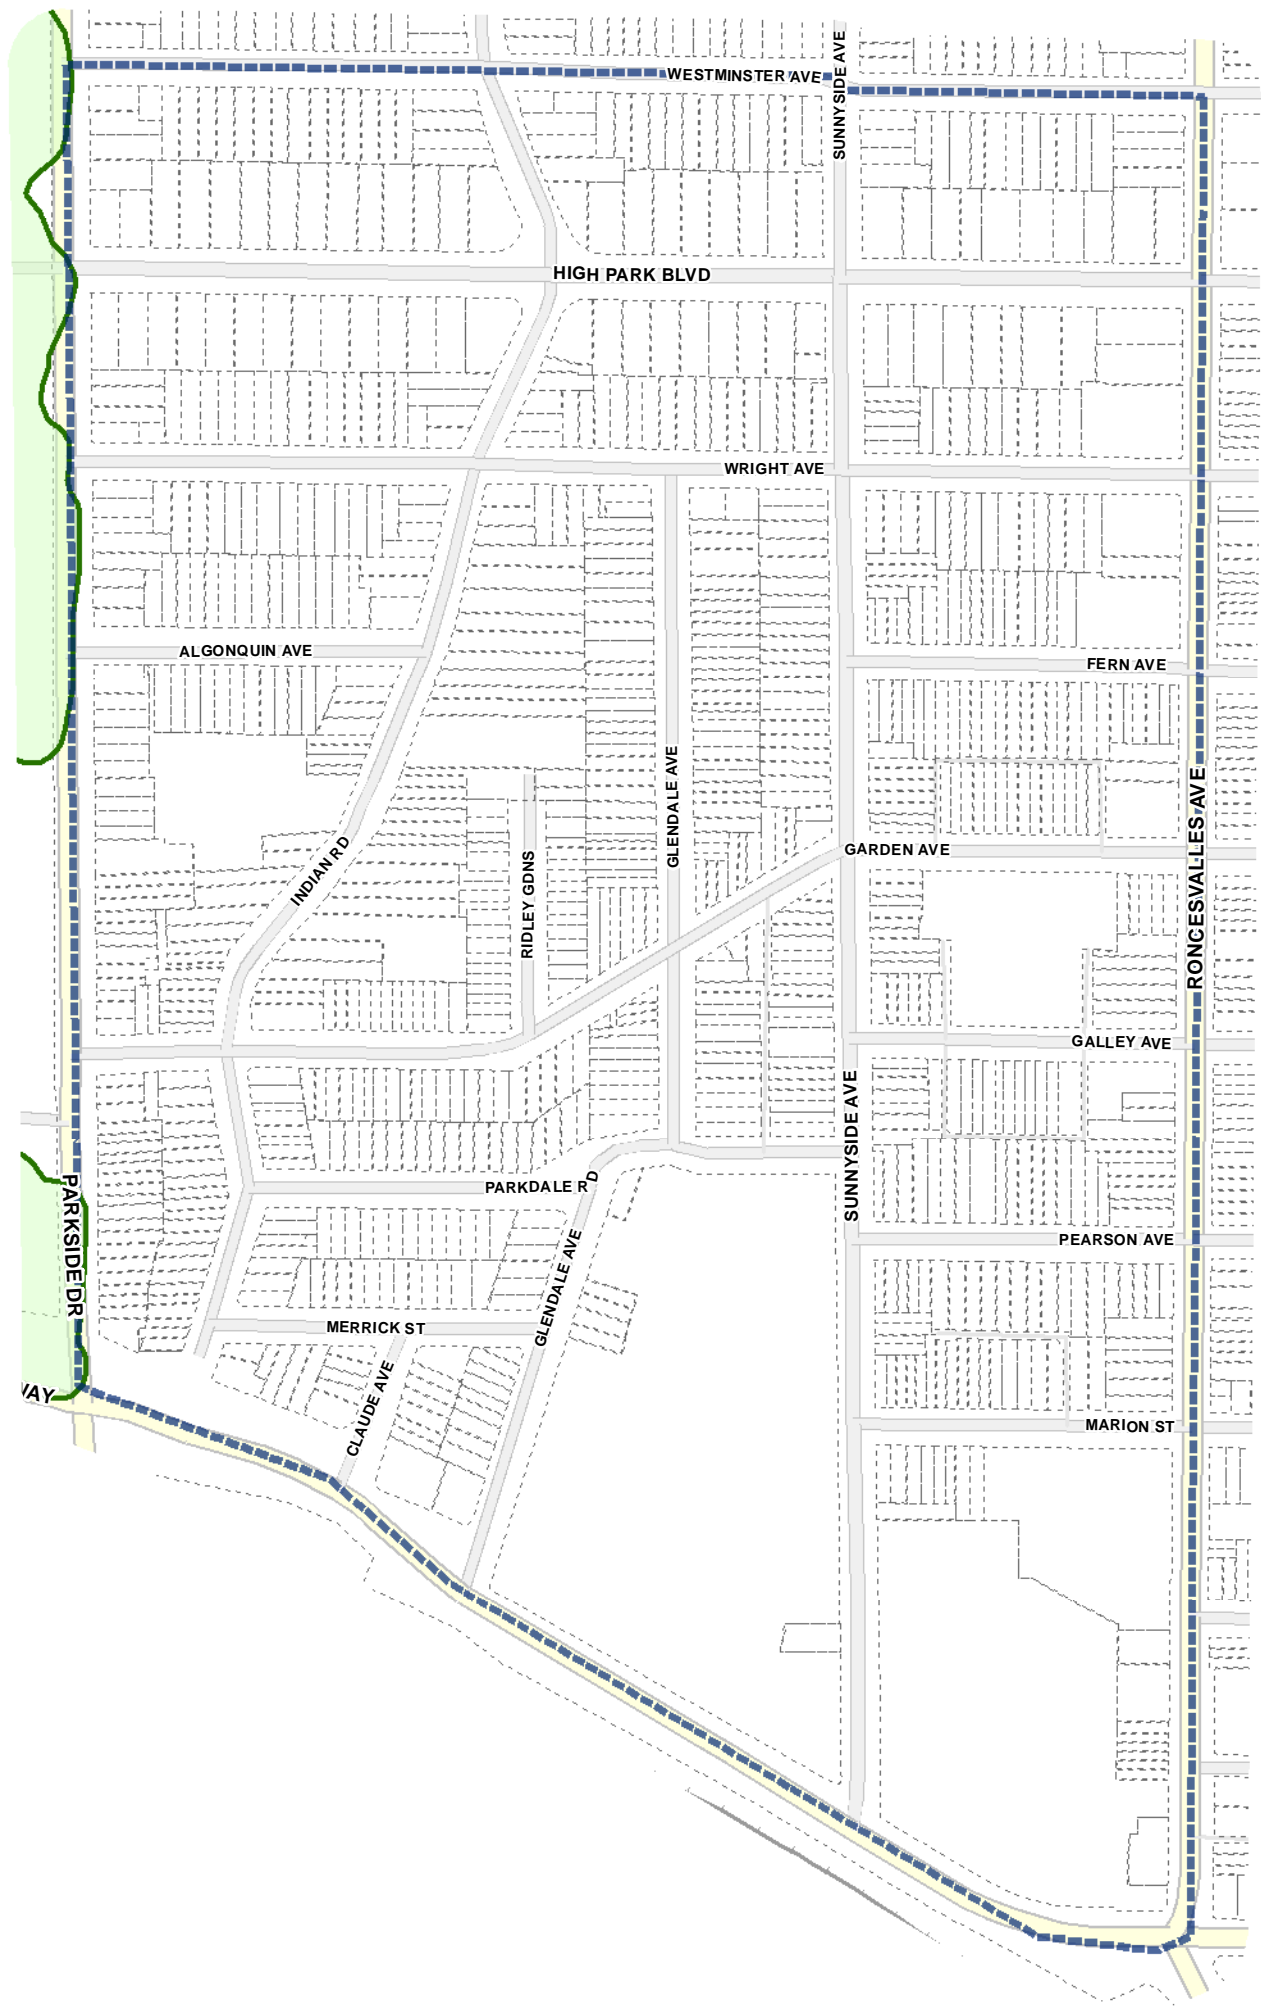 SUNNYSIDE AVE
WESTMINSTER AVE
HIGH PARK BLVD
WRIGHT AVE
ALGONQUIN AVE
FERN AVE
GLENDALE AVE
RONCESVALLES AVE
INDIAN RD
RIDLEY GDNS
GARDEN AVE
GALLEY AVE
SUNNYSIDE AVE
PARKSIDE DR
PARKDALE RD
GLENDALE AVE
PEARSON AVE
MERRICK ST
CLAUDE AVE
WAY
MARION ST